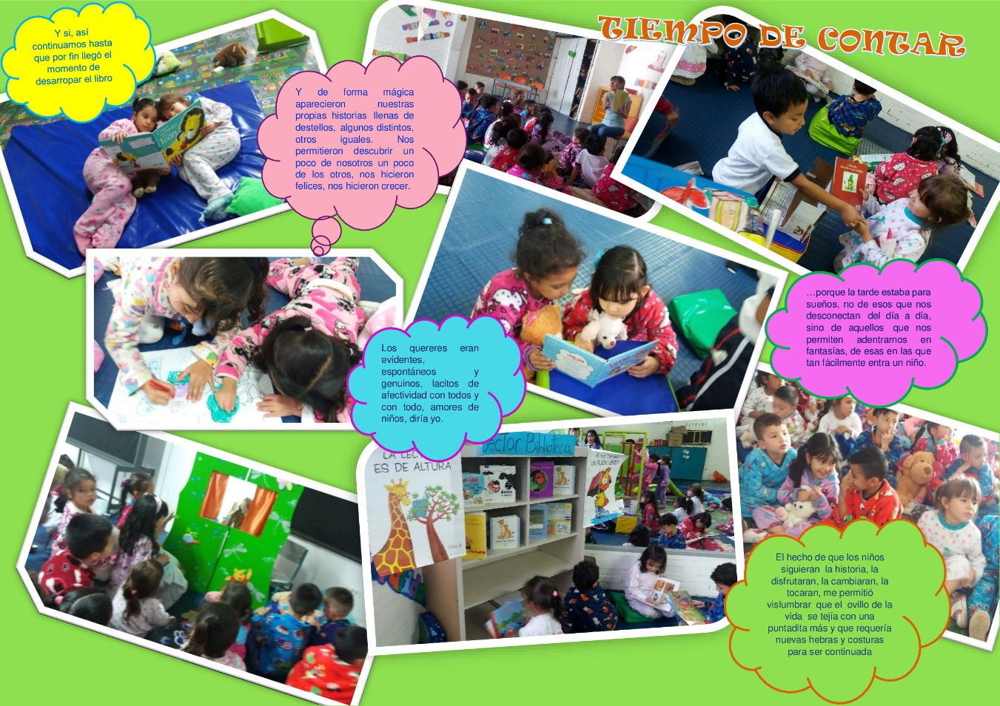 TIEMPO DE CONTAR
Y si, así
continuamos hasta
que por fin llegó el
momento de
desarropar el libro
Y de forma mágica
aparecieron nuestras
propias historias llenas de
destellos, algunos distintos,
otros iguales. Nos
permitieron descubrir un
poco de nosotros un poco
de los otros, nos hicieron
felices, nos hicieron crecer.
...porque la tarde estaba para
sueños, no de esos que nos
desconectan del día a día,
sino de aquellos que nos
permiten adentrarnos en
fantasías, de esas en las que
tan fácilmente entra un niño.
Los quereres eran
evidentes,
espontáneos y
genuinos, lacitos de
afectividad con todos y
con todo, amores de
niños, diría yo.
león
LA
ES DE ALTURA
Sector Biblioteca
UN BUEN
El hecho de que los niños
siguieran la historia, la
disfrutaran, la cambiaran, la
tocaran, me permitió
vislumbrar que el ovillo de la
vida se tejía con una
puntadita más y que requería
nuevas hebras y costuras
para ser continuada